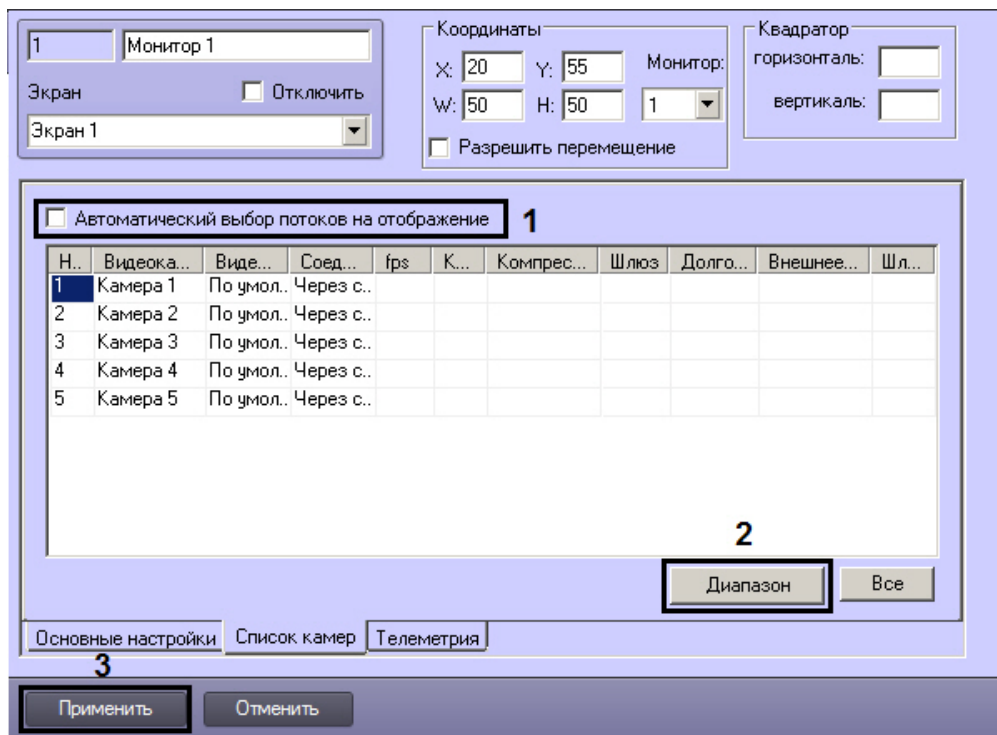 1 Монитор 1
Экран Отключить
Экран 1
Координаты
X: 20 Y: 55 Монитор:
W: 50 H: 50 1
Разрешить перемещение
Квадратор
горизонталь:
вертикаль:
Автоматический выбор потоков на отображение 1
Н.. Видеока... Виде... Соед... fps К... Компрес... Шлюз Долго... Внешнее... Шл...
1 Камера 1 По умол.. Через с..
2 Камера 2 По умол.. Через с..
3 Камера 3 По умол.. Через с..
4 Камера 4 По умол.. Через с..
5 Камера 5 По умол.. Через с..
2
Диапазон Все
Основные настройки Список камер Телеметрия
3
Применить Отменить